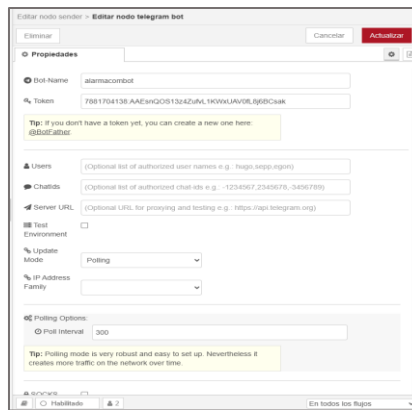 Editar nodo sender > Editar nodo telegram bot
Eliminar
Cancelar
Actualizar
Propiedades
Bot-Name
alarmacombot
Token
Tip: If you don't have a token yet, you can create a new one here:
@BotFather.
Users
(Optional list of authorized user names e.g.: hugo,sepp,egon)
ChatIds
(Optional list of authorized chat-ids e.g.: -1234567,2345678,-3456789)
Server URL
(Optional URL for proxying and testing e.g.: https://api.telegram.org)
Test
Environment
Update
Mode
Polling
IP Address
Family
Polling Options:
Poll Interval
300
Tip: Polling mode is very robust and easy to set up. Nevertheless it
creates more traffic on the network over time.
SOCKS
Habilitado
2
En todos los flujos